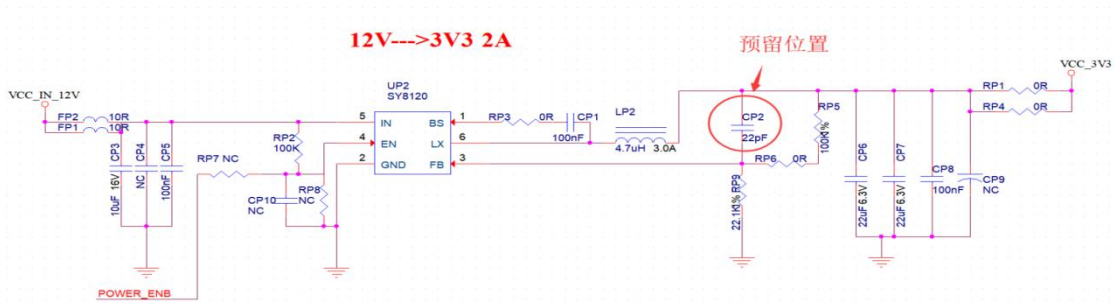 12V--->3V3 2A
预留位置
VCC_IN_12V
FP2 10R
FP1 10R
CP3
10uF 16V
CP4
NC
CP5
100nF
RP7 NC
RP2
100K
CP10
NC
RP8
NC
POWER_ENB
UP2
SY8120
5 IN BS 1
4 EN LX 6
2 GND FB 3
RP3 0R CP1
100nF
LP2
4.7uH 3.0A
CP2
22pF
RP5
100K1%
RP6 0R
RP9
22.1K1%
CP6
22uF 6.3V
CP7
22uF 6.3V
CP8
100nF
CP9
NC
RP1 0R
RP4 0R
VCC_3V3